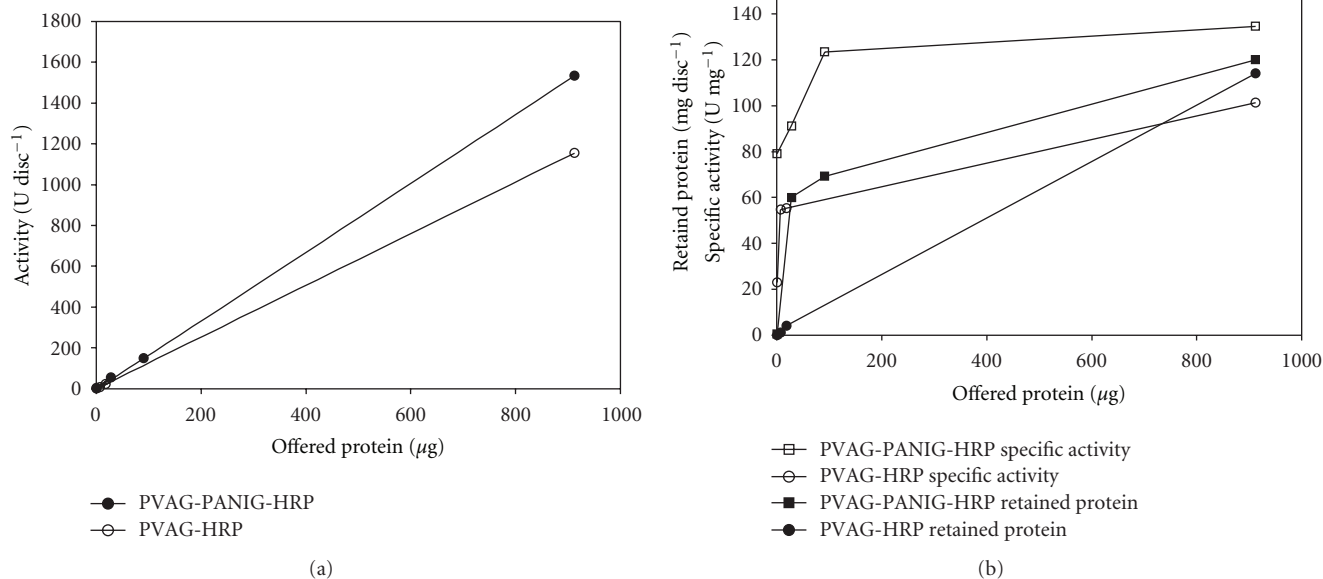 1800
1600
1400
1200
1000
800
600
400
200
0
Activity (U disc−1)
0 200 400 600 800 1000
Offered protein (μg)
PVAG-PANIG-HRP
PVAG-HRP
(a)
140
120
100
80
60
40
20
0
Retaind protein (mg disc−1)
Specific activity (U mg−1)
0 200 400 600 800 1000
Offered protein (μg)
PVAG-PANIG-HRP specific activity
PVAG-HRP specific activity
PVAG-PANIG-HRP retained protein
PVAG-HRP retained protein
(b)